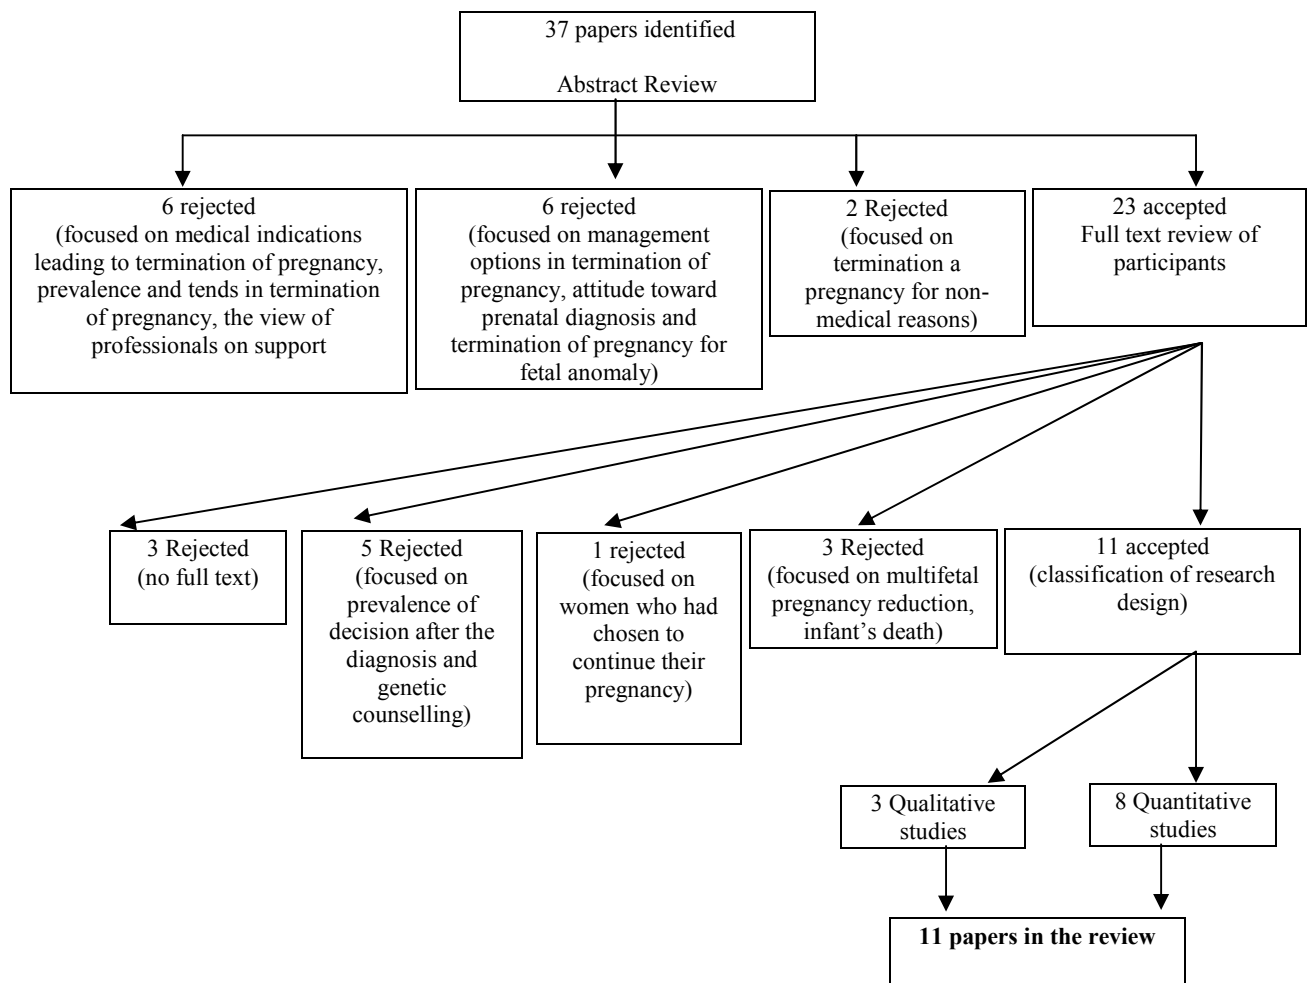 37 papers identified
Abstract Review
6 rejected
(focused on medical indications
leading to termination of pregnancy,
prevalence and tends in termination
of pregnancy, the view of
professionals on support
6 rejected
(focused on management
options in termination of
pregnancy, attitude toward
prenatal diagnosis and
termination of pregnancy for
fetal anomaly)
2 Rejected
(focused on
termination a
pregnancy for non-
medical reasons)
23 accepted
Full text review of
participants
3 Rejected
(no full text)
5 Rejected
(focused on
prevalence of
decision after the
diagnosis and
genetic
counselling)
1 rejected
(focused on
women who had
chosen to
continue their
pregnancy)
3 Rejected
(focused on multifetal
pregnancy reduction,
infant’s death)
11 accepted
(classification of research
design)
3 Qualitative
studies
8 Quantitative
studies
11 papers in the review